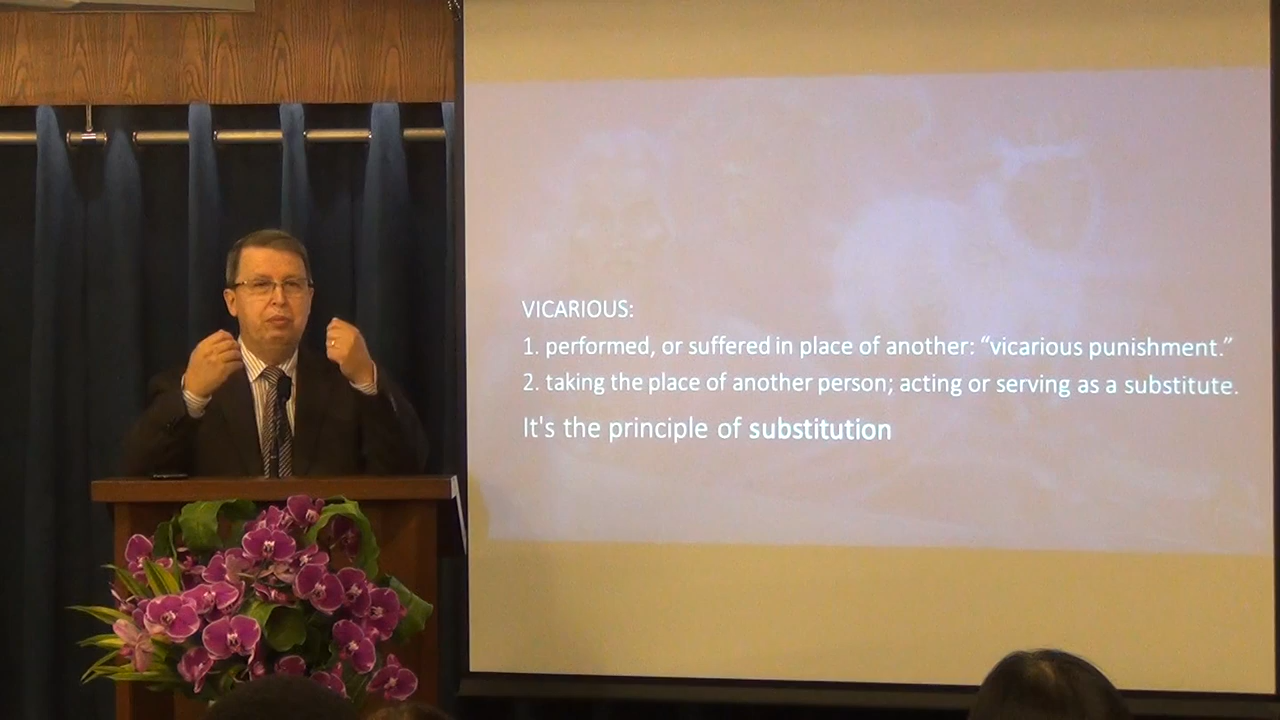 VICARIOUS:
1. performed, or suffered in place of another: “vicarious punishment.”
2. taking the place of another person; acting or serving as a substitute.
It's the principle of substitution